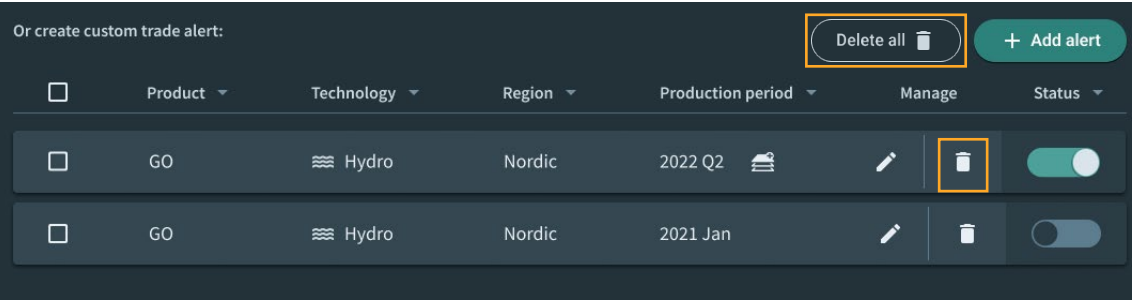 Or create custom trade alert:
Delete all
+ Add alert
Product Technology Region Production period Manage Status
GO Hydro Nordic 2022 Q2
GO Hydro Nordic 2021 Jan